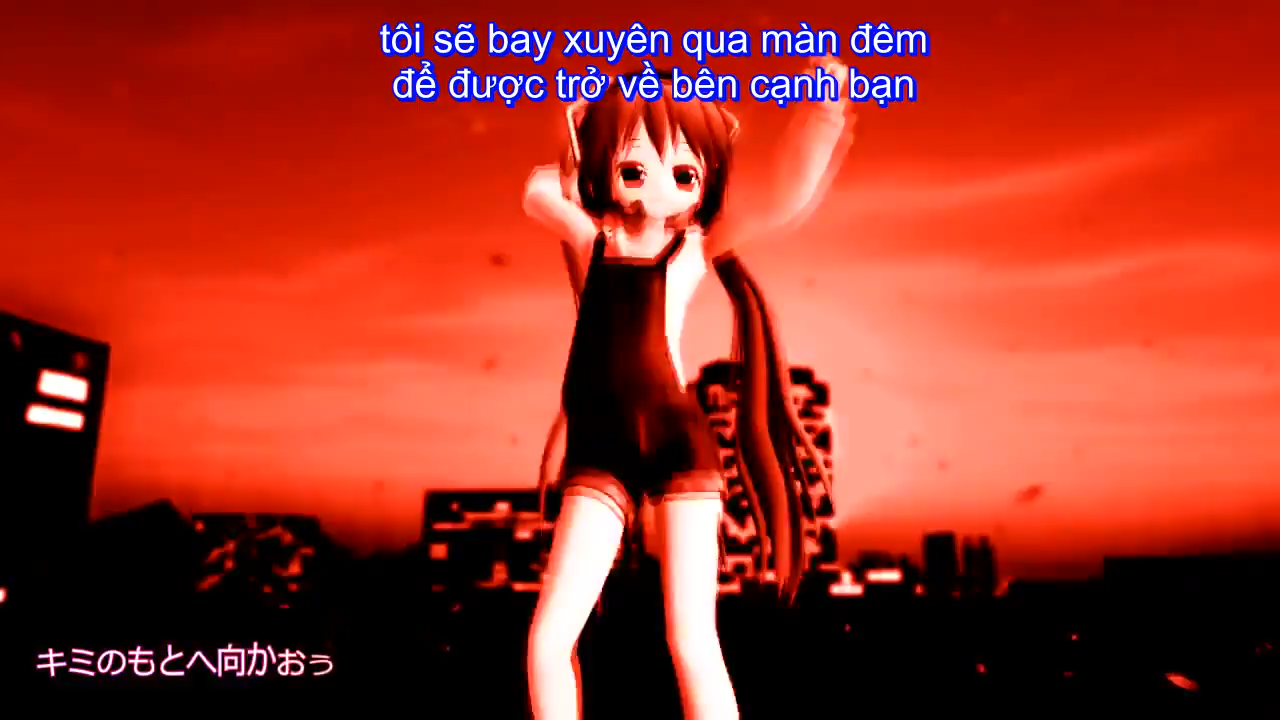 tôi sẽ bay xuyên qua màn đêm
để được trở về bên cạnh bạn
キミのもとへ向かおぅ